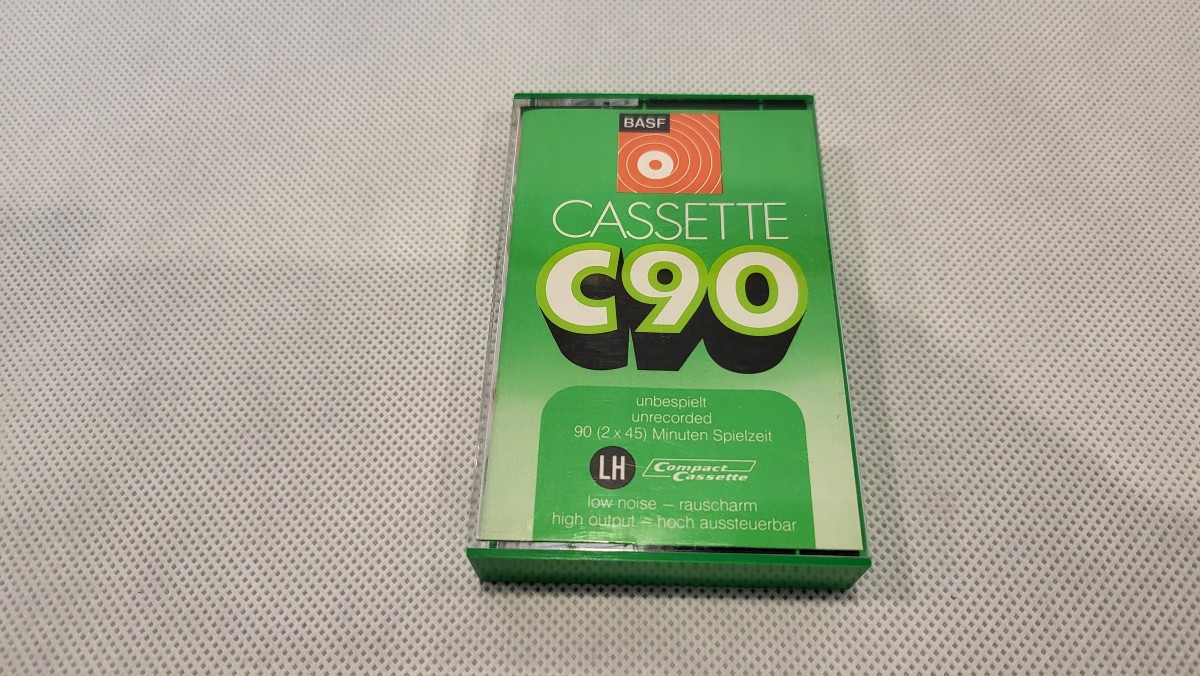 BASF
CASSETTE
C90
unbespielt
unrecorded
90 (2 x 45) Minuten Spielzeit
LH Compact Cassette
low noise – rauscharm
high output – hoch aussteuerbar